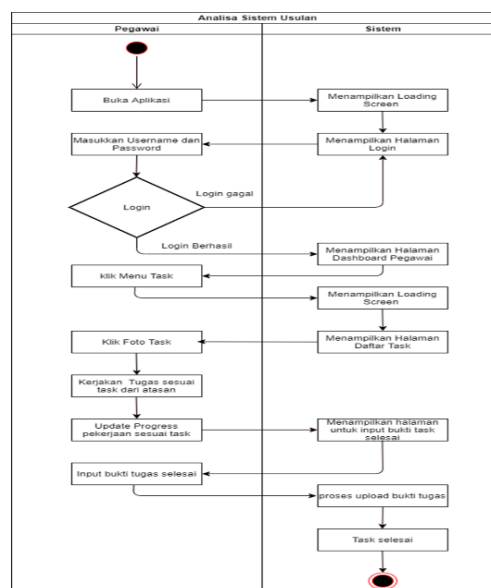 Analisa Sistem Usulan
Pegawai
Sistem
Buka Aplikasi
Menampilkan Loading
Screen
Masukkan Username dan
Password
Menampilkan Halaman
Login
Login gagal
Login
Login Berhasil
Menampilkan Halaman
Dashboard Pegawai
klik Menu Task
Menampilkan Loading
Screen
Klik Foto Task
Menampilkan Halaman
Daftar Task
Kerjakan Tugas sesuai
task dari atasan
Update Progress
pekerjaan sesuai task
Menampilkan halaman
untuk input bukti task
selesai
Input bukti tugas selesai
proses upload bukti tugas
Task selesai